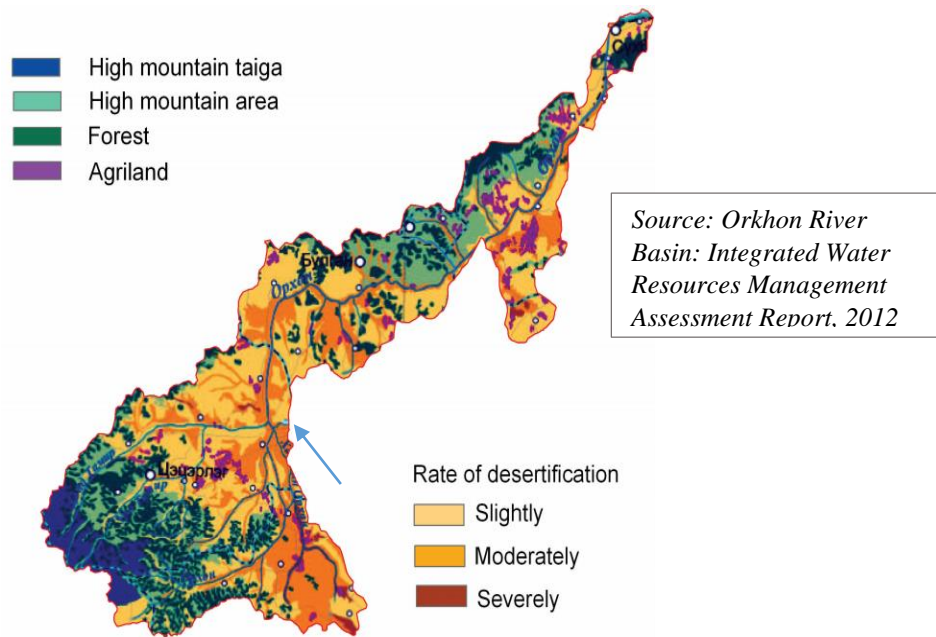 High mountain taiga
High mountain area
Forest
Agriland
Source: Orkhon River
Basin: Integrated Water
Resources Management
Assessment Report, 2012
Булган
Орхон
Цэцэрлэг
Rate of desertification
Slightly
Moderately
Severely